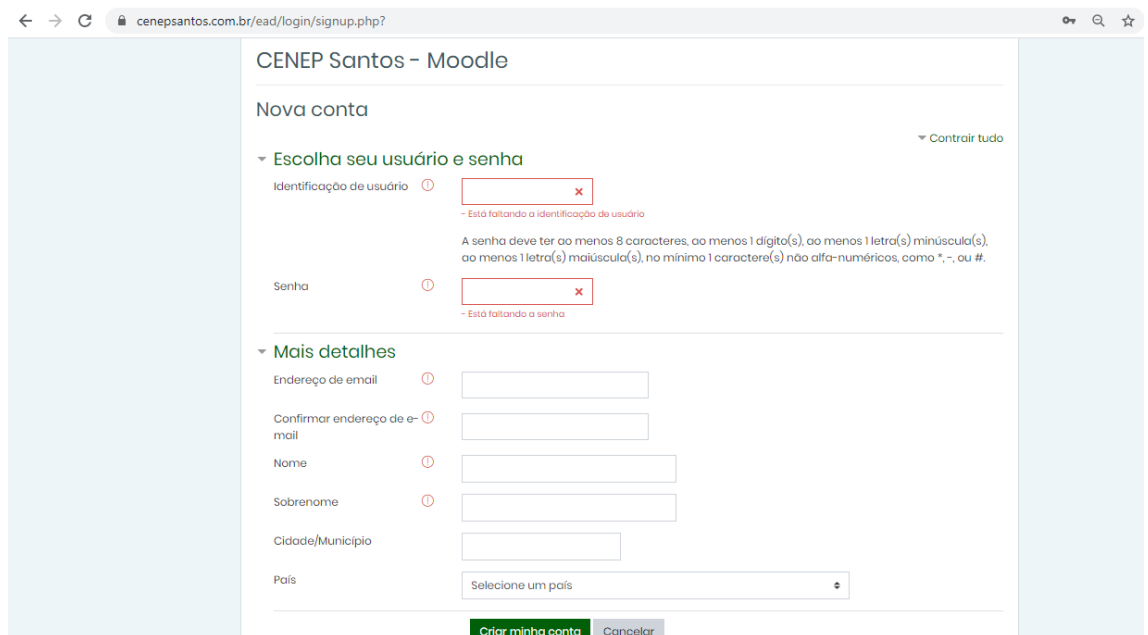 cenepsantos.com.br/ead/login/signup.php?
CENEP Santos - Moodle
Nova conta
Contrair tudo
Escolha seu usuário e senha
Identificação de usuário
- Está faltando a identificação de usuário
A senha deve ter ao menos 8 caracteres, ao menos 1 dígito(s), ao menos 1 letra(s) minúscula(s),
ao menos 1 letra(s) maiúscula(s), no mínimo 1 caractere(s) não alfa-numéricos, como *, -, ou #.
Senha
- Está faltando a senha
Mais detalhes
Endereço de email
Confirmar endereço de e-
mail
Nome
Sobrenome
Cidade/Município
País
Selecione um país
Criar minha conta
Cancelar